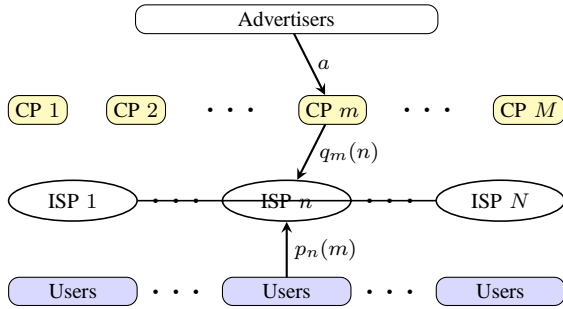 Advertisers
a
CP 1 CP 2 · · · CP m · · · CP M
q_m(n)
ISP 1 · · · ISP n · · · ISP N
p_n(m)
Users · · · Users · · · Users